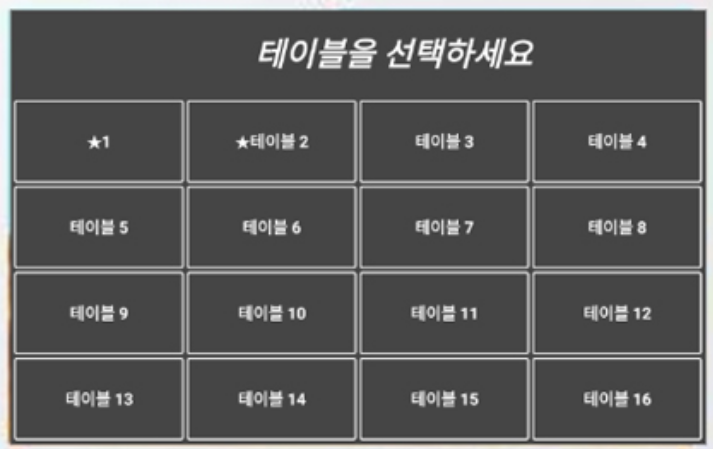 테이블을 선택하세요
★1
★테이블 2
테이블 3
테이블 4
테이블 5
테이블 6
테이블 7
테이블 8
테이블 9
테이블 10
테이블 11
테이블 12
테이블 13
테이블 14
테이블 15
테이블 16